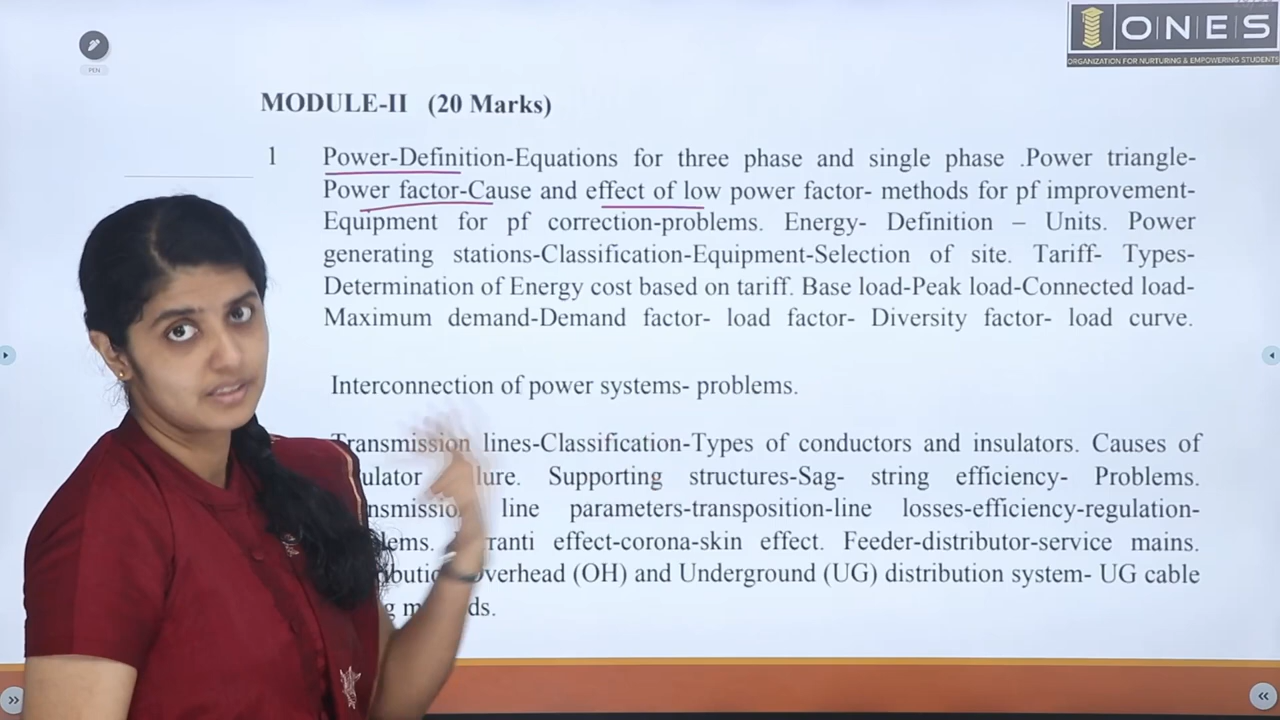 ONES
ORGANIZATION FOR NURTURING & EMPOWERING STUDENTS
PEN
MODULE-II (20 Marks)
1 Power-Definition-Equations for three phase and single phase .Power triangle-
Power factor-Cause and effect of low power factor- methods for pf improvement-
Equipment for pf correction-problems. Energy- Definition – Units. Power
generating stations-Classification-Equipment-Selection of site. Tariff- Types-
Determination of Energy cost based on tariff. Base load-Peak load-Connected load-
Maximum demand-Demand factor- load factor- Diversity factor- load curve.
Interconnection of power systems- problems.
Transmission lines-Classification-Types of conductors and insulators. Causes of
Supporting structures-Sag- string efficiency- Problems.
line parameters-transposition-line losses-efficiency-regulation-
effect-corona-skin effect. Feeder-distributor-service mains.
Overhead (OH) and Underground (UG) distribution system- UG cable